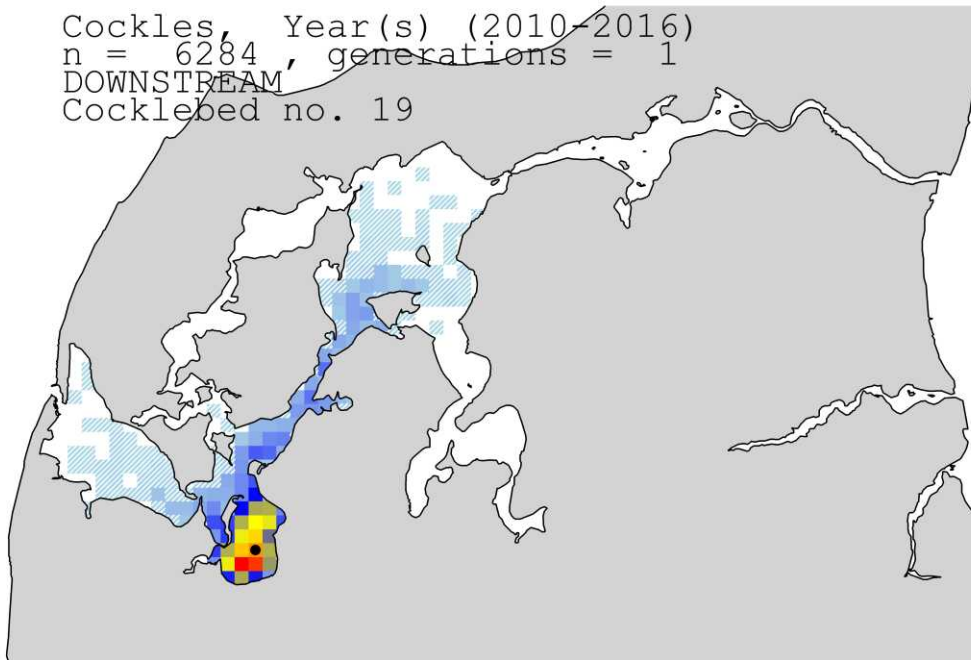 Cockles, Year(s) (2010-2016)
n = 6284 , generations = 1
DOWNSTREAM
Cocklebed no. 19